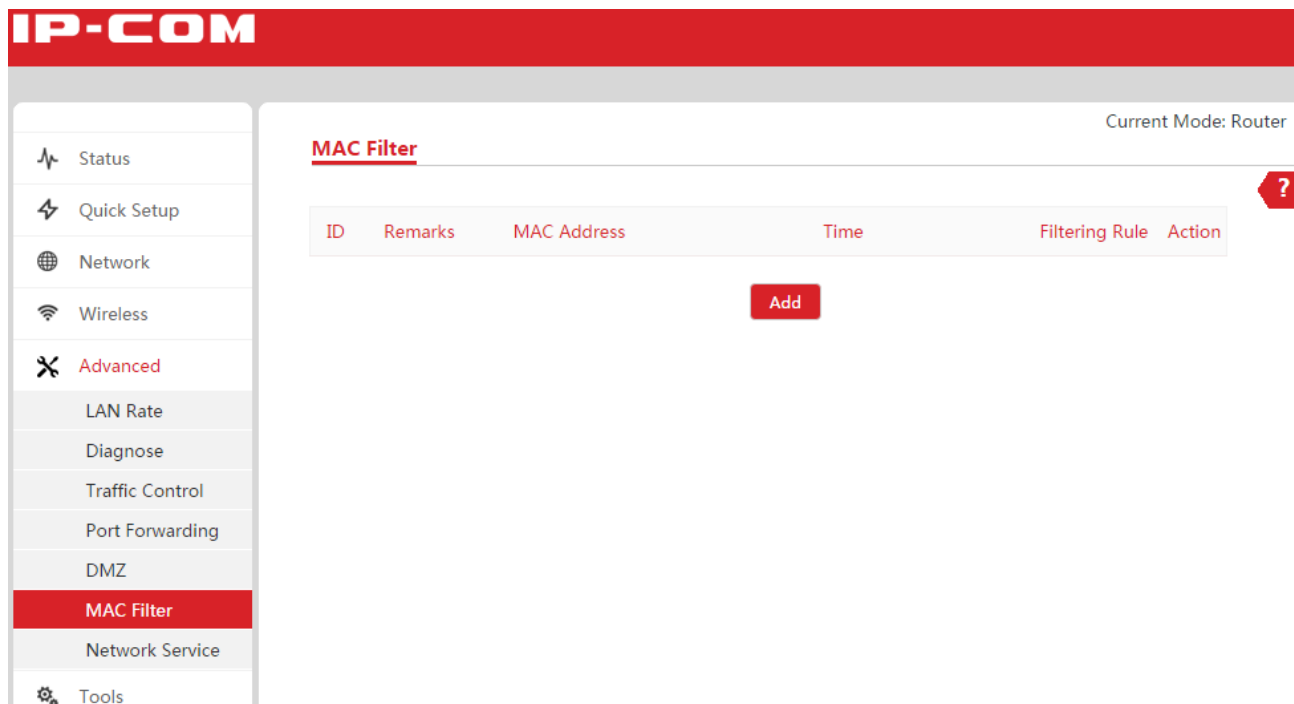 IP-COM
Current Mode: Router
MAC Filter
?
ID Remarks MAC Address Time Filtering Rule Action
Add
Status
Quick Setup
Network
Wireless
Advanced
LAN Rate
Diagnose
Traffic Control
Port Forwarding
DMZ
MAC Filter
Network Service
Tools